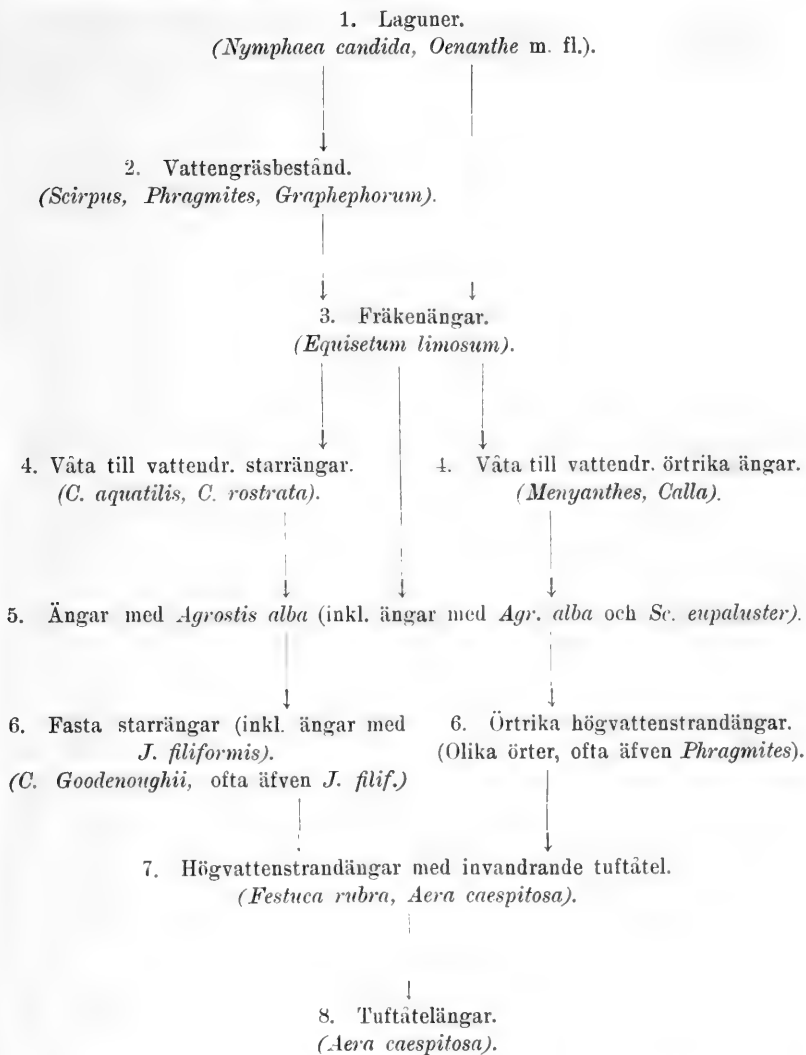 1. Laguner.
(Nymphaea candida, Oenanthe m. fl.).
2. Vattengräsbestånd.
(Scirpus, Phragmites, Graphephorum).
3. Fräkenängar.
(Equisetum limosum).
4. Våta till vattendr. starrängar.
(C. aquatilis, C. rostrata).
4. Våta till vattendr. örtrika ängar.
(Menyanthes, Calla).
5. Ängar med Agrostis alba (inkl. ängar med Agr. alba och Sc. eupaluster).
6. Fasta starrängar (inkl. ängar med
J. filiformis).
(C. Goodenoughii, ofta äfven J. filif.)
6. Örtrika högvattenstrandängar.
(Olika örter, ofta äfven Phragmites).
7. Högvattenstrandängar med invandrande tuftåtel.
(Festuca rubra, Aera caespitosa).
8. Tuftåtelängar.
(Aera caespitosa).